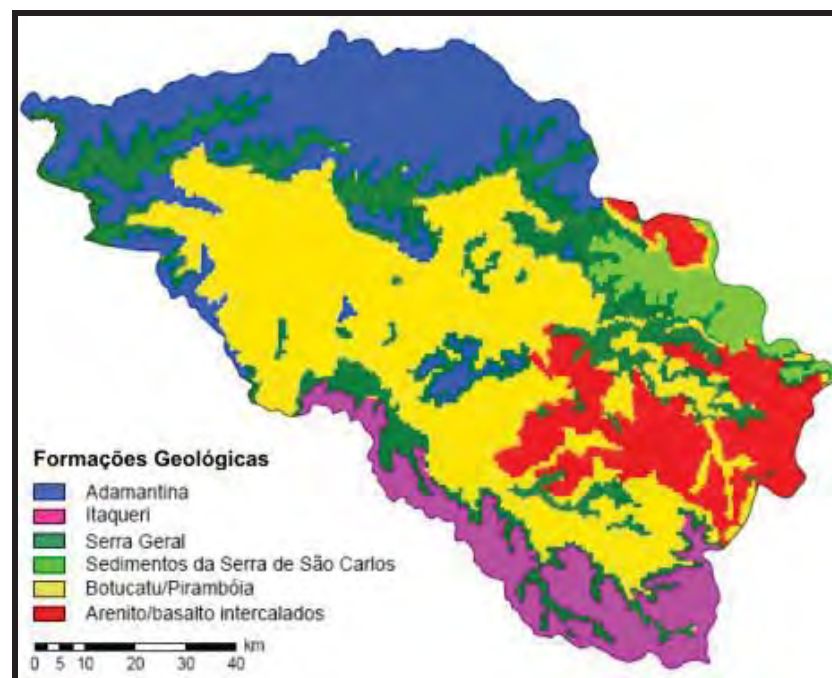 Formações Geológicas
Adamantina
Itaqueri
Serra Geral
Sedimentos da Serra de São Carlos
Botucatu/Pirambóia
Arenito/basalto intercalados
km
0 5 10 20 30 40